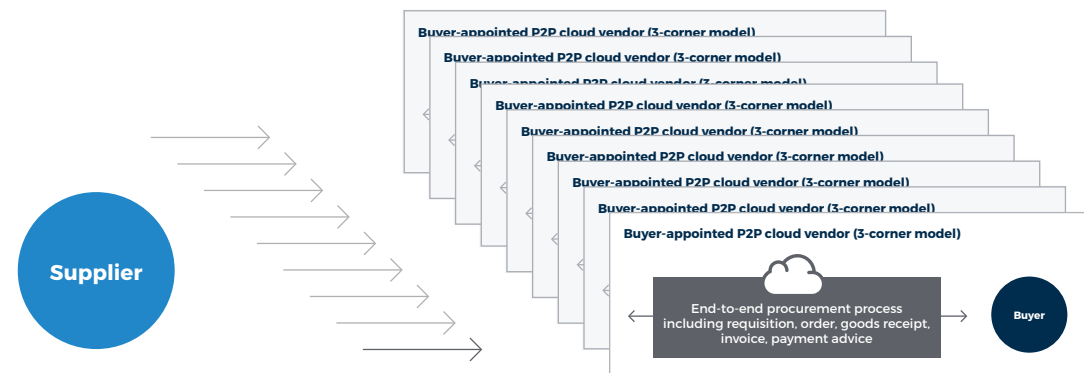 Buyer-appointed P2P cloud vendor (3-corner model)
Buyer-appointed P2P cloud vendor (3-corner model)
Buyer-appointed P2P cloud vendor (3-corner model)
Buyer-appointed P2P cloud vendor (3-corner model)
Buyer-appointed P2P cloud vendor (3-corner model)
Buyer-appointed P2P cloud vendor (3-corner model)
Buyer-appointed P2P cloud vendor (3-corner model)
Buyer-appointed P2P cloud vendor (3-corner model)
Buyer-appointed P2P cloud vendor (3-corner model)
Supplier
End-to-end procurement process
including requisition, order, goods receipt,
invoice, payment advice
Buyer